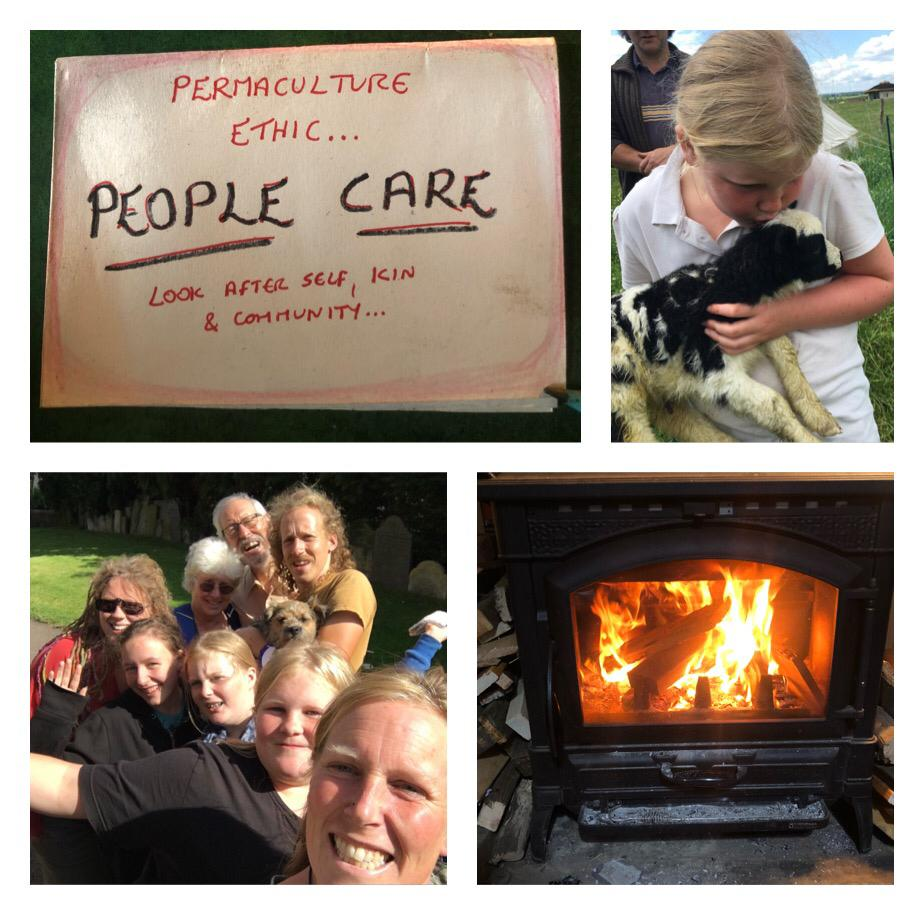 PERMACULTURE
ETHIC...
PEOPLE CARE
LOOK AFTER SELF, KIN
& COMMUNITY...